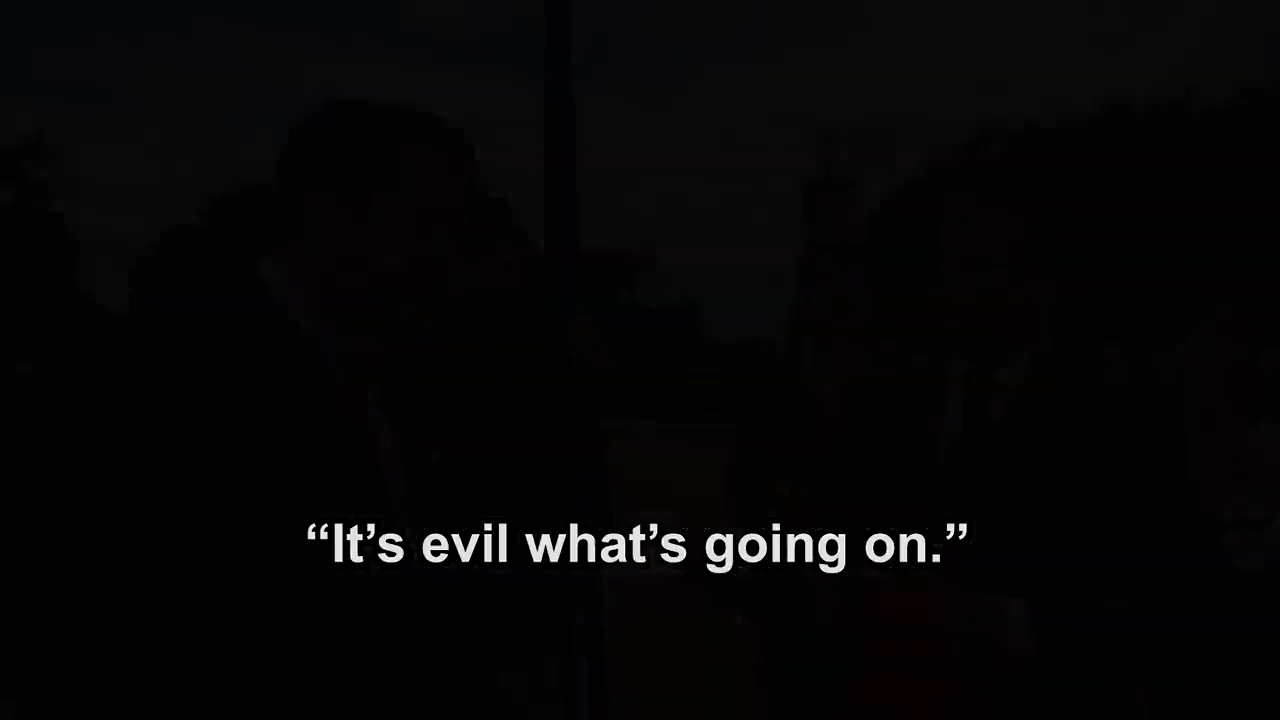 “It’s evil what’s going on.”